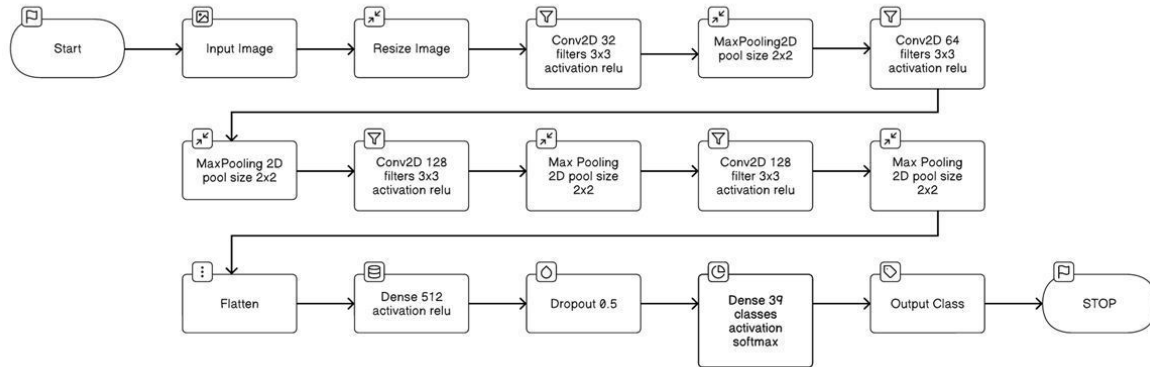 Start
Input Image
Resize Image
Conv2D 32
filters 3x3
activation relu
MaxPooling2D
pool size 2x2
Conv2D 64
filters 3x3
activation relu
MaxPooling 2D
pool size 2x2
Conv2D 128
filters 3x3
activation relu
Max Pooling
2D pool size
2x2
Conv2D 128
filter 3x3
activation relu
Max Pooling
2D pool size
2x2
Flatten
Dense 512
activation relu
Dropout 0.5
Dense 39
classes
activation
softmax
Output Class
STOP